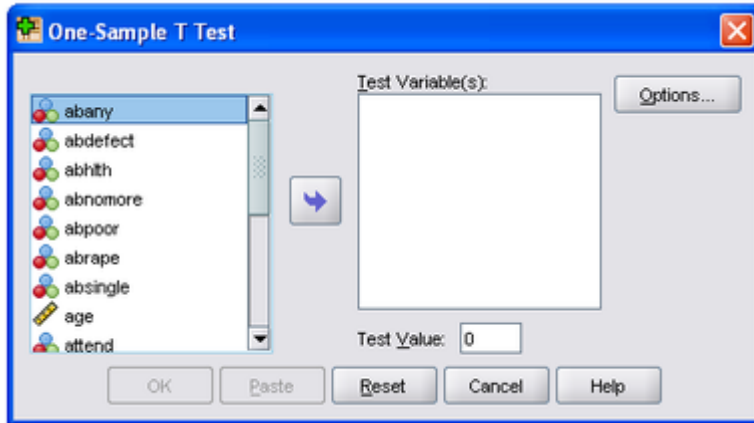 One-Sample T Test
abany
abdefect
abhlth
abnomore
abpoor
abrape
absingle
age
attend
Test Variable(s):
Options...
Test Value: 0
OK Paste Reset Cancel Help